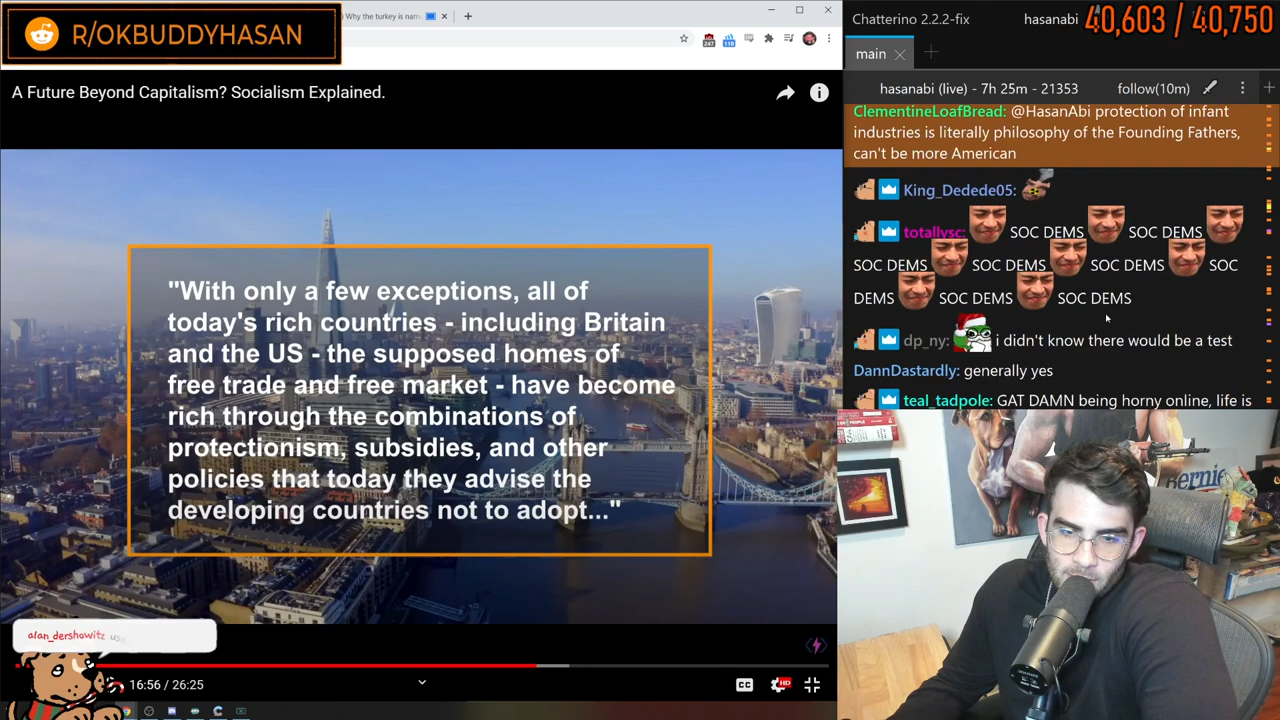 R/OKBUDDYHASAN
) Why the turkey is nam
Chatterino 2.2.2-fix
hasanabi
40,603 / 40,750
main
247
118
hasanabi (live) - 7h 25m - 21353
follow(10m)
A Future Beyond Capitalism? Socialism Explained.
ClementineLoafBread: @HasanAbi protection of infant
industries is literally philosophy of the Founding Fathers,
can't be more American
King_Dedede05:
totallysc: SOC DEMS SOC DEMS
SOC DEMS SOC DEMS SOC DEMS SOC
DEMS SOC DEMS SOC DEMS
dp_ny: i didn't know there would be a test
DannDastardly: generally yes
teal_tadpole: GAT DAMN being horny online, life is
"With only a few exceptions, all of
today's rich countries - including Britain
and the US - the supposed homes of
free trade and free market - have become
rich through the combinations of
protectionism, subsidies, and other
policies that today they advise the
developing countries not to adopt..."
Bernie
alan_dershowitz us
16:56 / 26:25
CC
HD